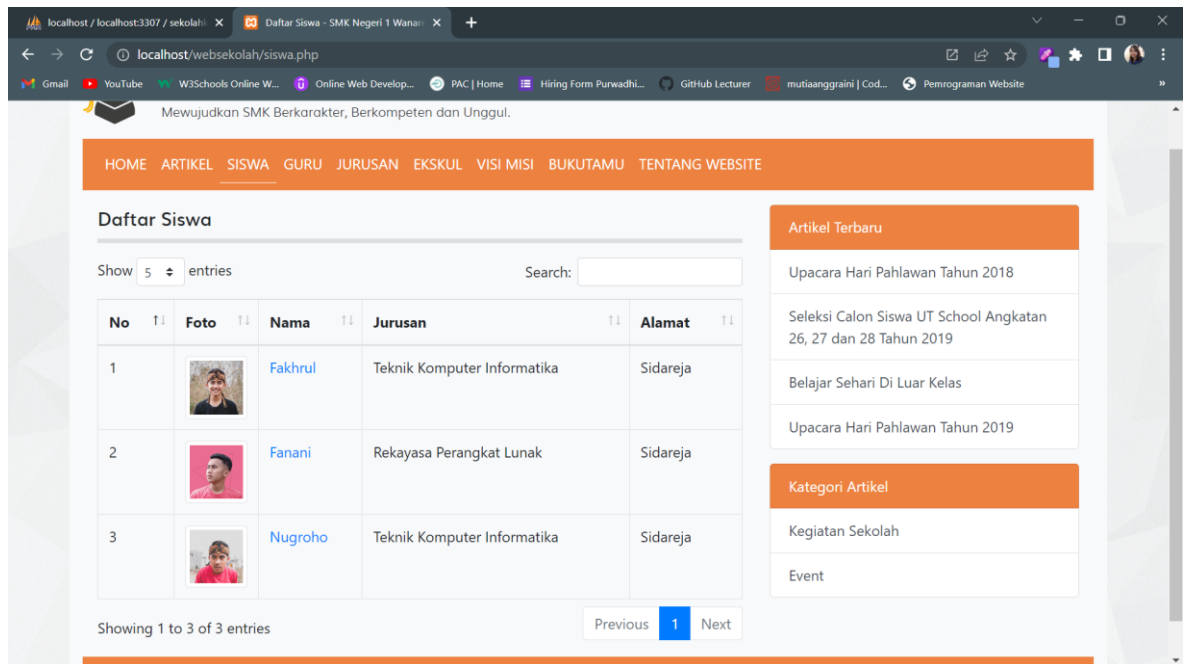 localhost / localhost:3307 / sekolah
Daftar Siswa - SMK Negeri 1 Wanar
localhost/websekolah/siswa.php
Gmail YouTube W3Schools Online W... Online Web Develop... PAC | Home Hiring Form Purwadhi... GitHub Lecturer mutiaanggraini | Cod... Pemrograman Website »
Mewujudkan SMK Berkarakter, Berkompeten dan Unggul.
HOME ARTIKEL SISWA GURU JURUSAN EKSKUL VISI MISI BUKUTAMU TENTANG WEBSITE
Daftar Siswa
Show 5 entries Search:
No Foto Nama Jurusan Alamat
1 Fakhrul Teknik Komputer Informatika Sidareja
2 Fanani Rekayasa Perangkat Lunak Sidareja
3 Nugroho Teknik Komputer Informatika Sidareja
Showing 1 to 3 of 3 entries
Previous 1 Next
Artikel Terbaru
Upacara Hari Pahlawan Tahun 2018
Seleksi Calon Siswa UT School Angkatan
26, 27 dan 28 Tahun 2019
Belajar Sehari Di Luar Kelas
Upacara Hari Pahlawan Tahun 2019
Kategori Artikel
Kegiatan Sekolah
Event